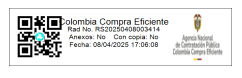 Colombia Compra Eficiente
Rad No. RS20250408003414
Anexos: No Con copia: No
Fecha: 08/04/2025 17:06:08
Agencia Nacional
de Contratación Pública
Colombia Compra Eficiente